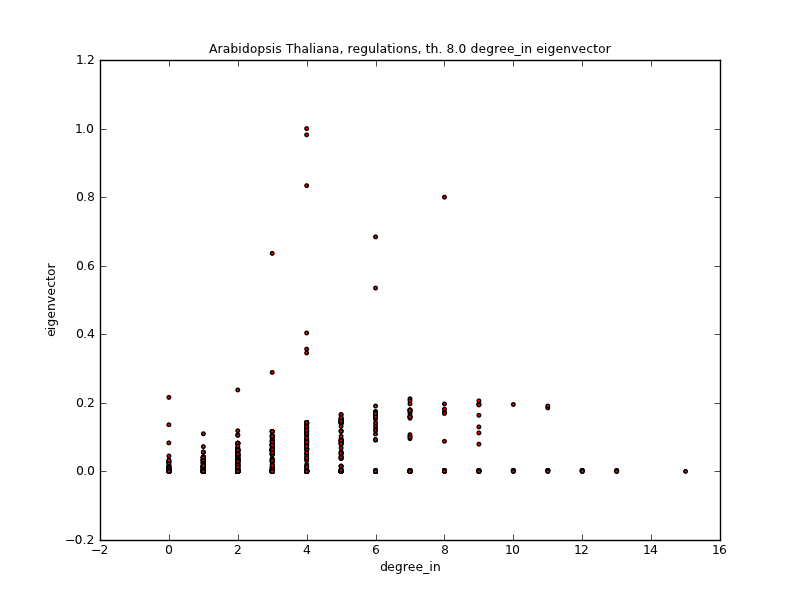 Arabidopsis Thaliana, regulations, th. 8.0 degree_in eigenvector
1.2
1.0
0.8
0.6
0.4
0.2
0.0
−0.2
eigenvector
−2 0 2 4 6 8 10 12 14 16
degree_in